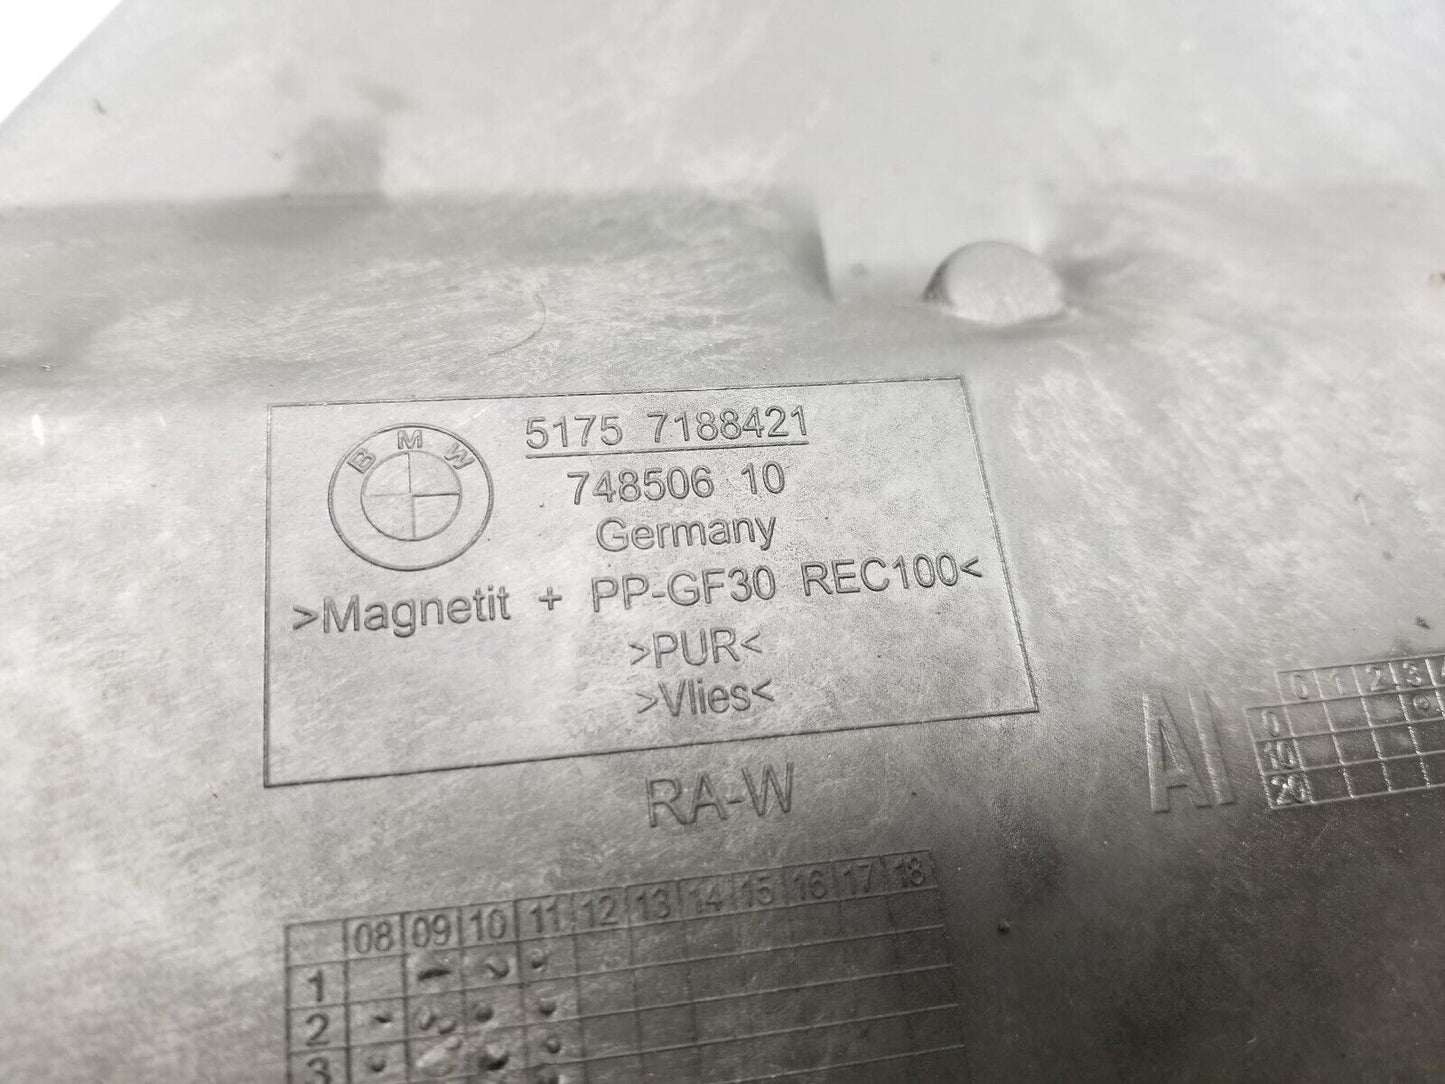 BMW
5175 7188421
748506 10
Germany
>Magnetit + PP-GF30 REC100<
>PUR<
>Vlies<
RA-W
AI
0 1 2 3 4
0
10
20
08 09 10 11 12 13 14 15 16 17 18
1
2
3